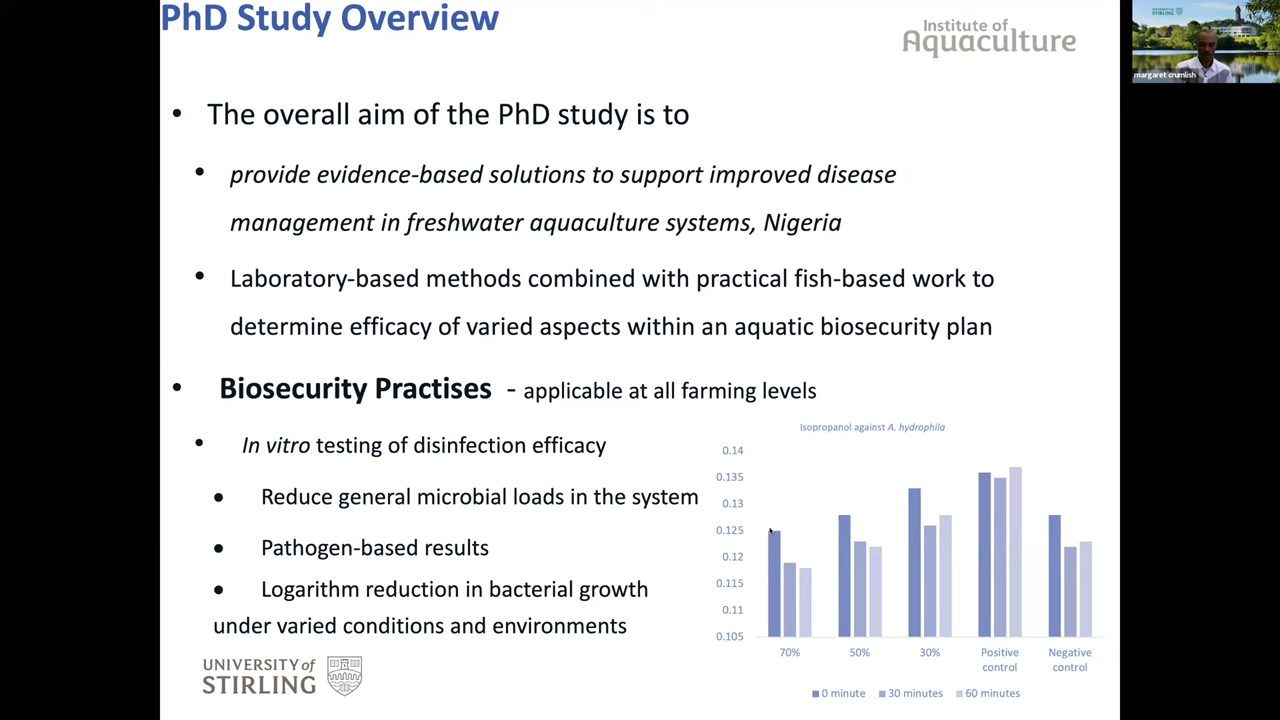 PhD Study Overview
Institute of
Aquaculture
UNIVERSITY of
STIRLING
margaret crumlish
• The overall aim of the PhD study is to
• provide evidence-based solutions to support improved disease
management in freshwater aquaculture systems, Nigeria
• Laboratory-based methods combined with practical fish-based work to
determine efficacy of varied aspects within an aquatic biosecurity plan
• Biosecurity Practises - applicable at all farming levels
• In vitro testing of disinfection efficacy
• Reduce general microbial loads in the system
• Pathogen-based results
• Logarithm reduction in bacterial growth
under varied conditions and environments
Isopropanol against A. hydrophila
0.14
0.135
0.13
0.125
0.12
0.115
0.11
0.105
70% 50% 30% Positive control Negative control
0 minute 30 minutes 60 minutes
UNIVERSITY of
STIRLING